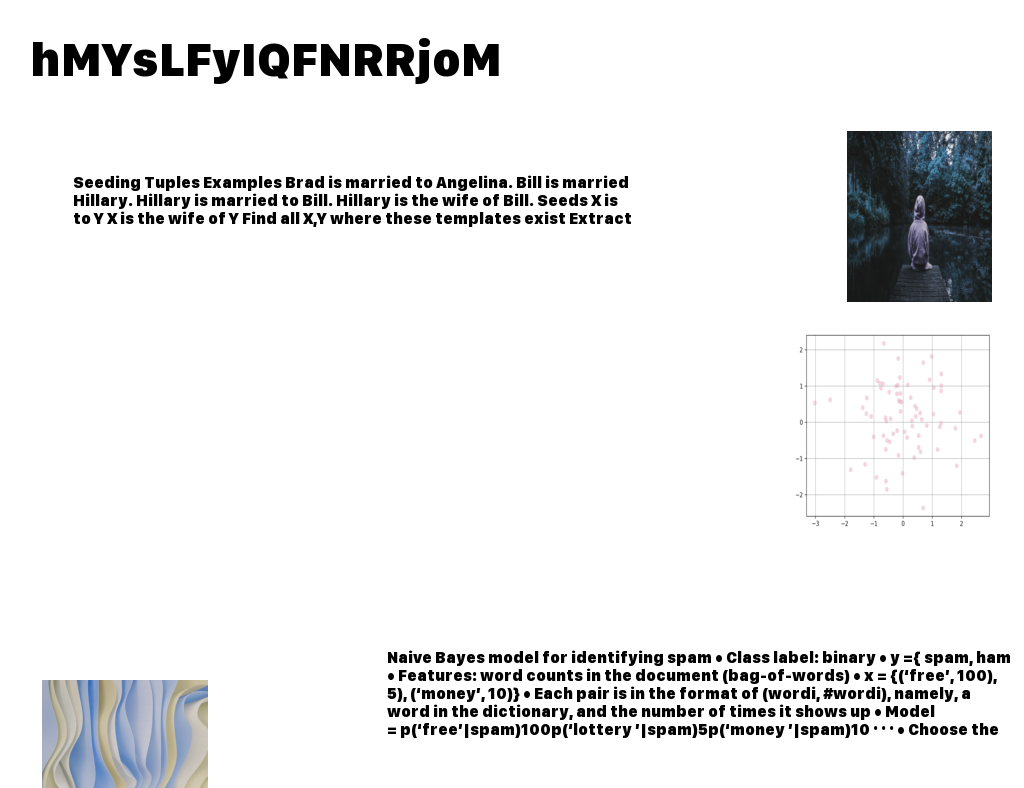 hMYsLFyIQFNRRjoM
Seeding Tuples Examples Brad is married to Angelina. Bill is married
Hillary. Hillary is married to Bill. Hillary is the wife of Bill. Seeds X is
to Y X is the wife of Y Find all X,Y where these templates exist Extract
2
1
0
−1
−2
−3 −2 −1 0 1 2
Naive Bayes model for identifying spam • Class label: binary • y ={ spam, ham
• Features: word counts in the document (bag-of-words) • x = {(‘free’, 100),
5), (‘money’, 10)} • Each pair is in the format of (wordi, #wordi), namely, a
word in the dictionary, and the number of times it shows up • Model
= p(‘free’|spam)100p(‘lottery ’|spam)5p(‘money ’|spam)10 · · · • Choose the